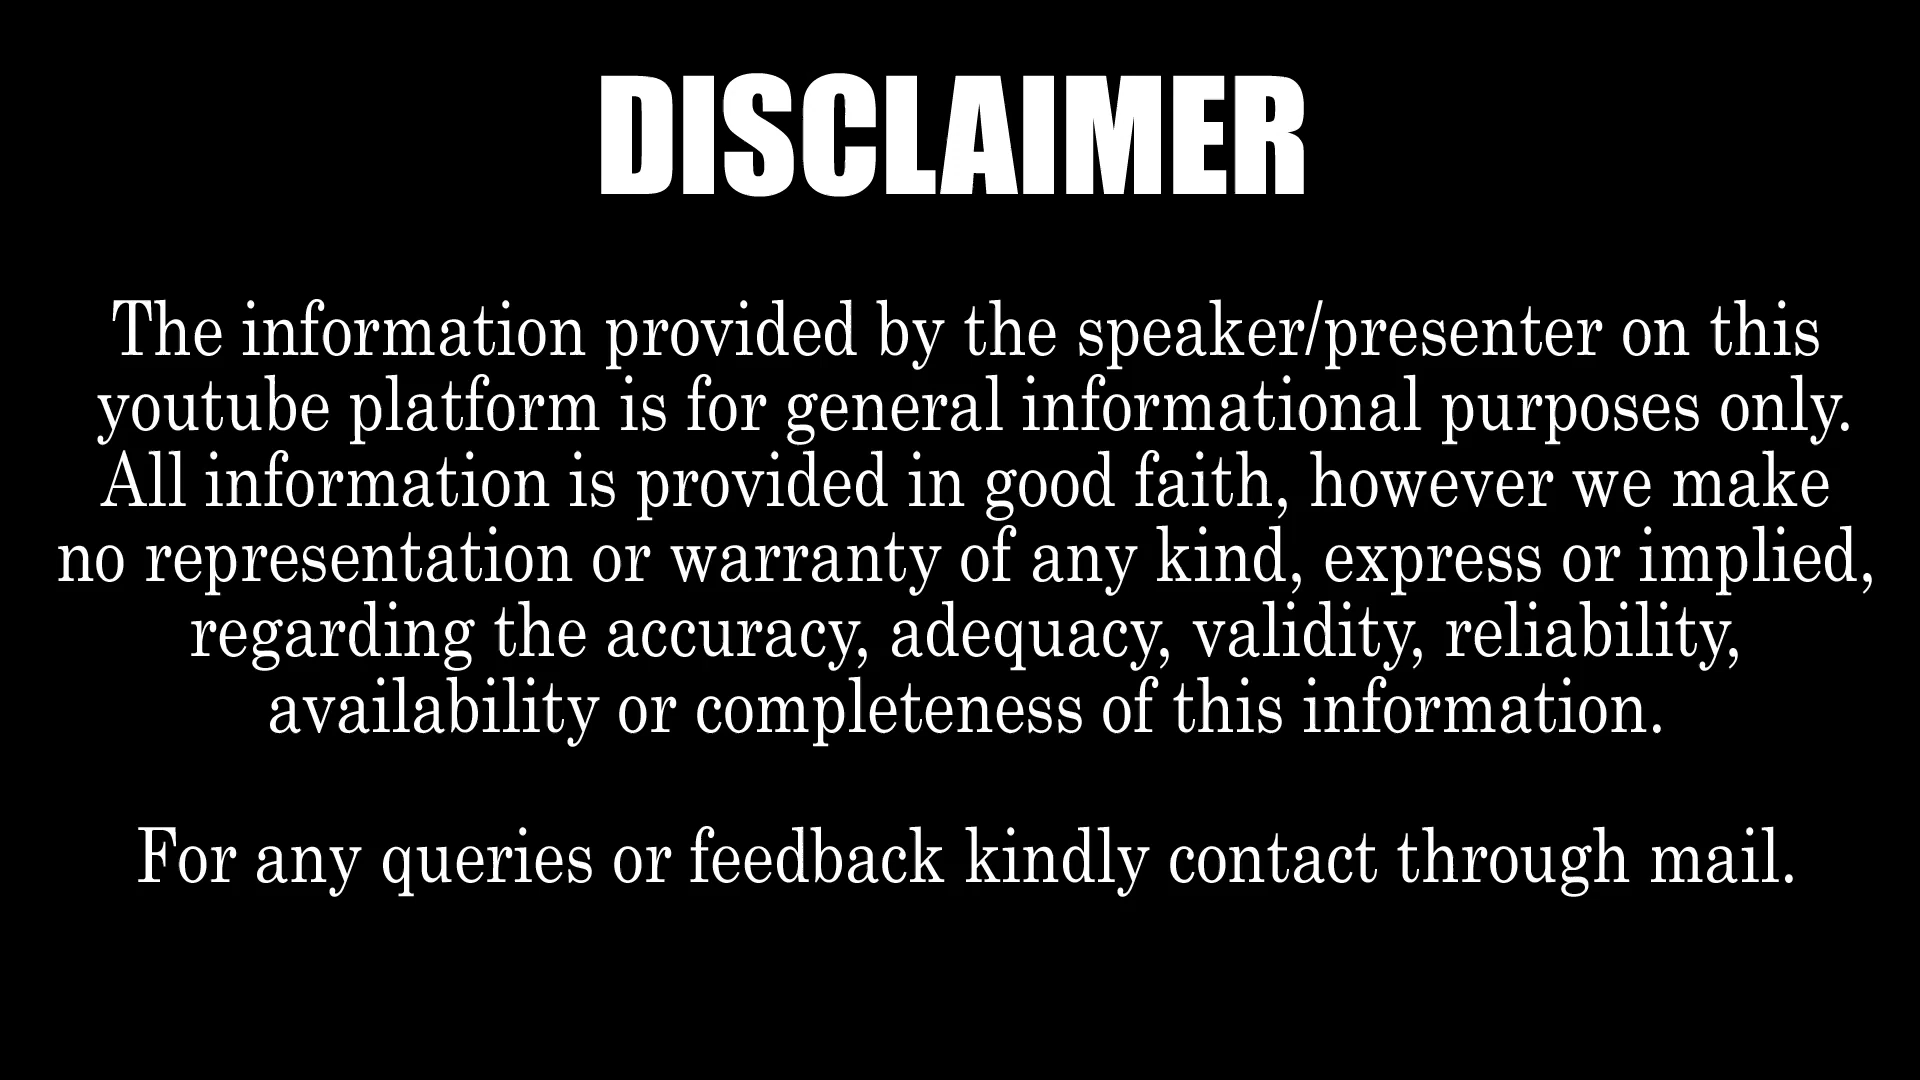 DISCLAIMER
The information provided by the speaker/presenter on this
youtube platform is for general informational purposes only.
All information is provided in good faith, however we make
no representation or warranty of any kind, express or implied,
regarding the accuracy, adequacy, validity, reliability,
availability or completeness of this information.
For any queries or feedback kindly contact through mail.